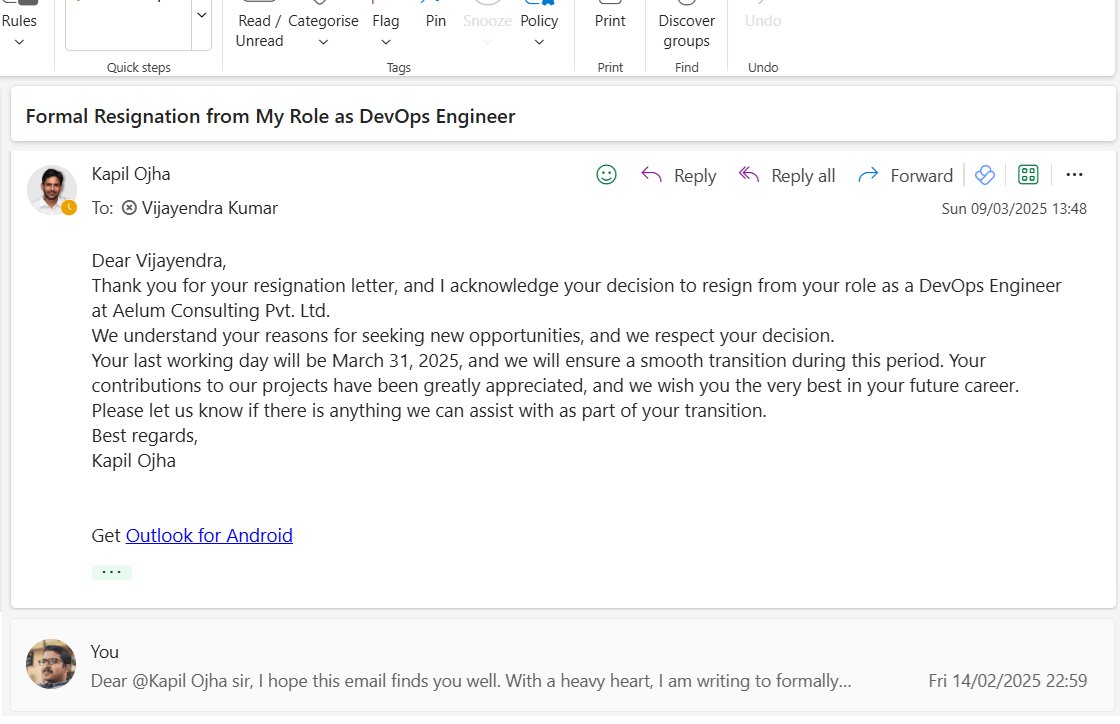 Rules
Read / Unread
Categorise
Flag
Pin
Snooze
Policy
Print
Discover groups
Undo
Quick steps
Tags
Print
Find
Undo
Formal Resignation from My Role as DevOps Engineer
Kapil Ojha
Reply
Reply all
Forward
To: Vijayendra Kumar
Sun 09/03/2025 13:48
Dear Vijayendra,
Thank you for your resignation letter, and I acknowledge your decision to resign from your role as a DevOps Engineer
at Aelum Consulting Pvt. Ltd.
We understand your reasons for seeking new opportunities, and we respect your decision.
Your last working day will be March 31, 2025, and we will ensure a smooth transition during this period. Your
contributions to our projects have been greatly appreciated, and we wish you the very best in your future career.
Please let us know if there is anything we can assist with as part of your transition.
Best regards,
Kapil Ojha
Get Outlook for Android
You
Dear @Kapil Ojha sir, I hope this email finds you well. With a heavy heart, I am writing to formally...
Fri 14/02/2025 22:59